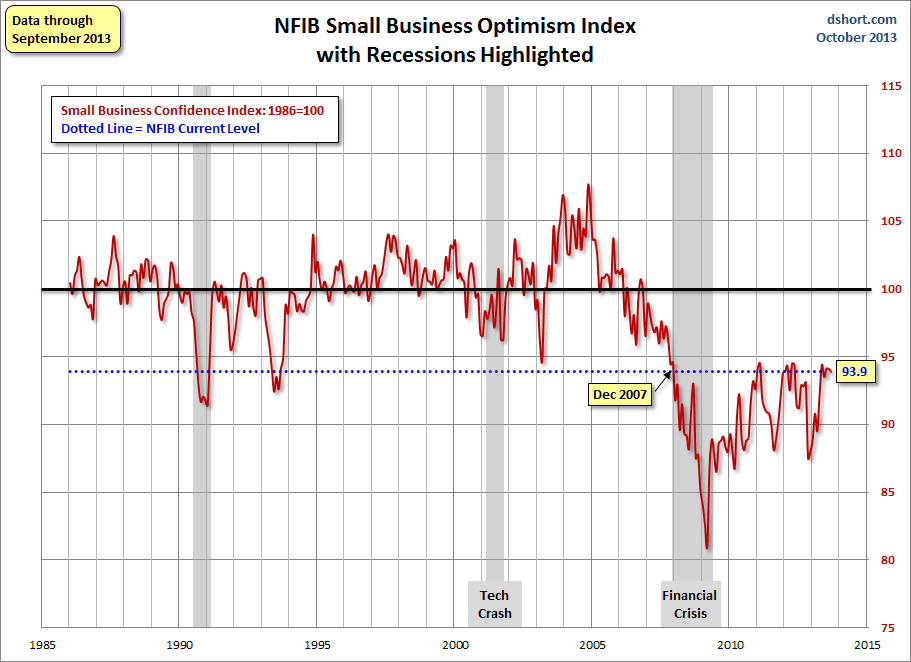 Data through
September 2013
NFIB Small Business Optimism Index
with Recessions Highlighted
dshort.com
October 2013
Small Business Confidence Index: 1986=100
Dotted Line = NFIB Current Level
115
110
105
100
95
93.9
Dec 2007
90
85
80
Tech
Crash
Financial
Crisis
75
1985 1990 1995 2000 2005 2010 2015